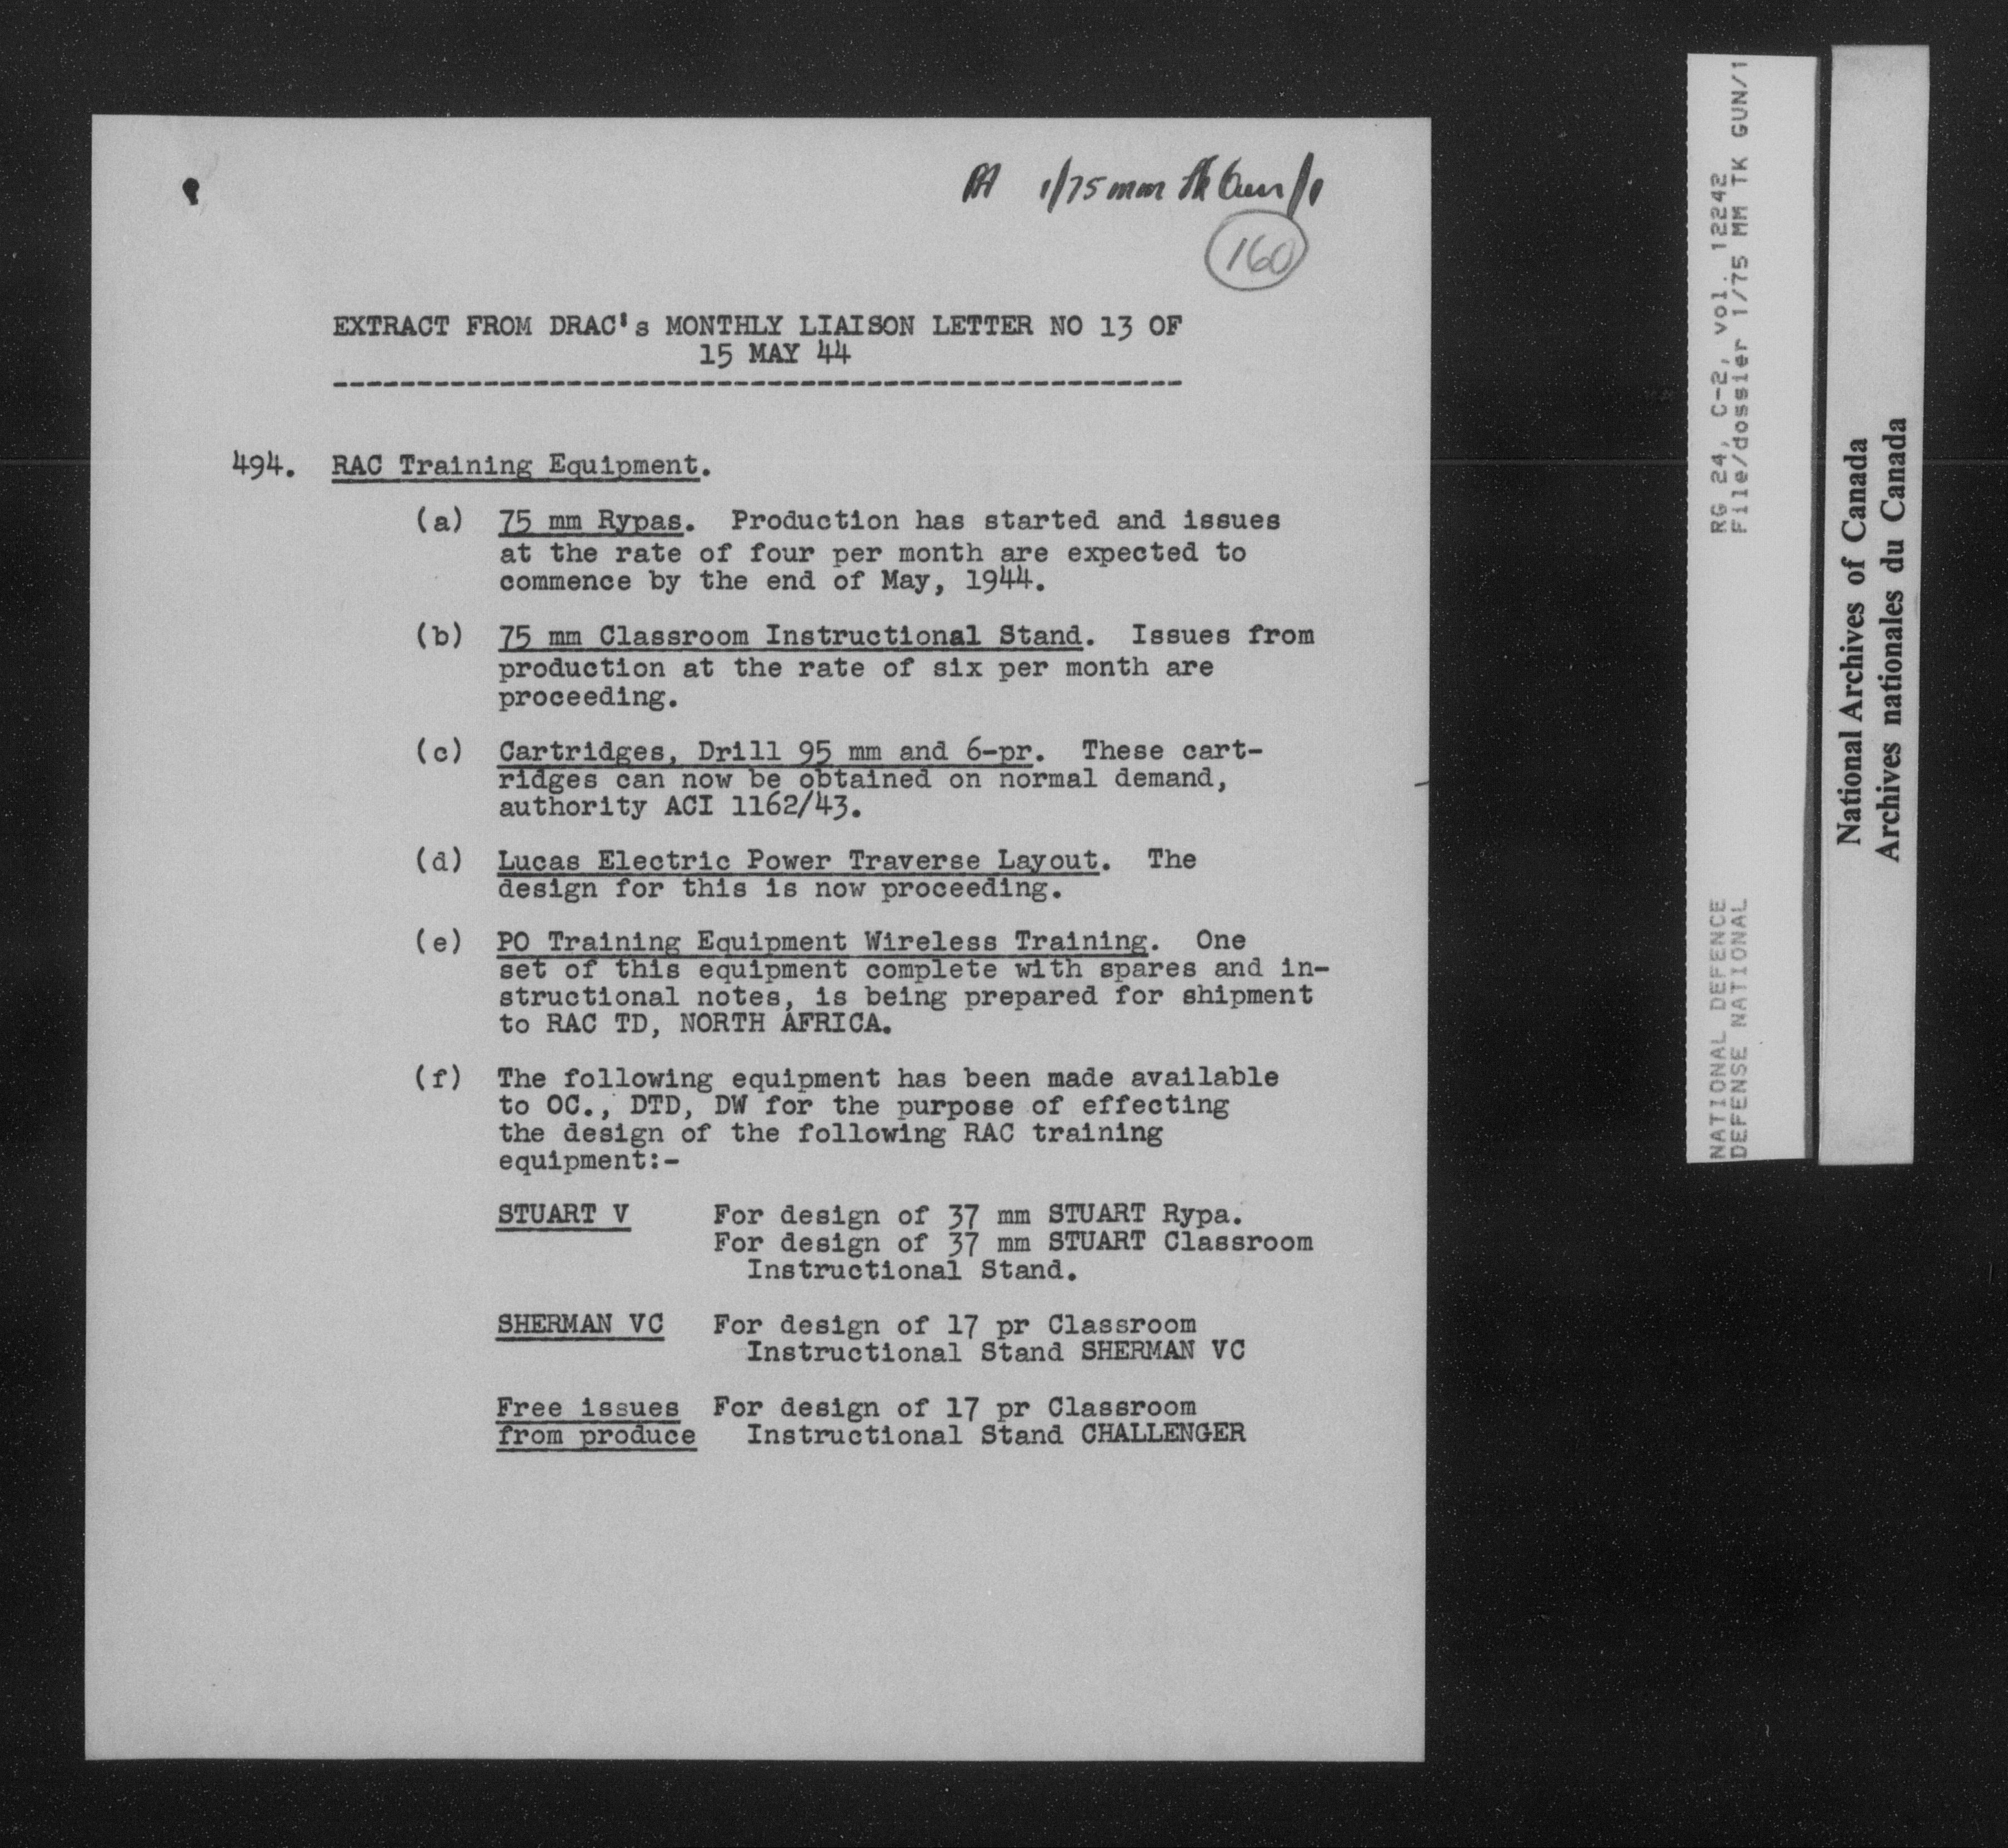 PA 1/75 mm Tk Gun/1
160
EXTRACT FROM DRAC's MONTHLY LIAISON LETTER NO 13 OF
15 MAY 44
---------------------------------------------------
494. RAC Training Equipment.
(a) 75 mm Rypas. Production has started and issues
at the rate of four per month are expected to
commence by the end of May, 1944.
(b) 75 mm Classroom Instructional Stand. Issues from
production at the rate of six per month are
proceeding.
(c) Cartridges, Drill 95 mm and 6-pr. These cart-
ridges can now be obtained on normal demand,
authority ACI 1162/43.
(d) Lucas Electric Power Traverse Layout. The
design for this is now proceeding.
(e) PO Training Equipment Wireless Training. One
set of this equipment complete with spares and in-
structional notes, is being prepared for shipment
to RAC TD, NORTH AFRICA.
(f) The following equipment has been made available
to OC., DTD, DW for the purpose of effecting
the design of the following RAC training
equipment:-
STUART V For design of 37 mm STUART Rypa.
For design of 37 mm STUART Classroom
Instructional Stand.
SHERMAN VC For design of 17 pr Classroom
Instructional Stand SHERMAN VC
Free issues For design of 17 pr Classroom
from produce Instructional Stand CHALLENGER
NATIONAL DEFENCE RG 24, C-2, vol. 12242
DEFENSE NATIONAL File/dossier 1/75 MM TK GUN/1
National Archives of Canada
Archives nationales du Canada